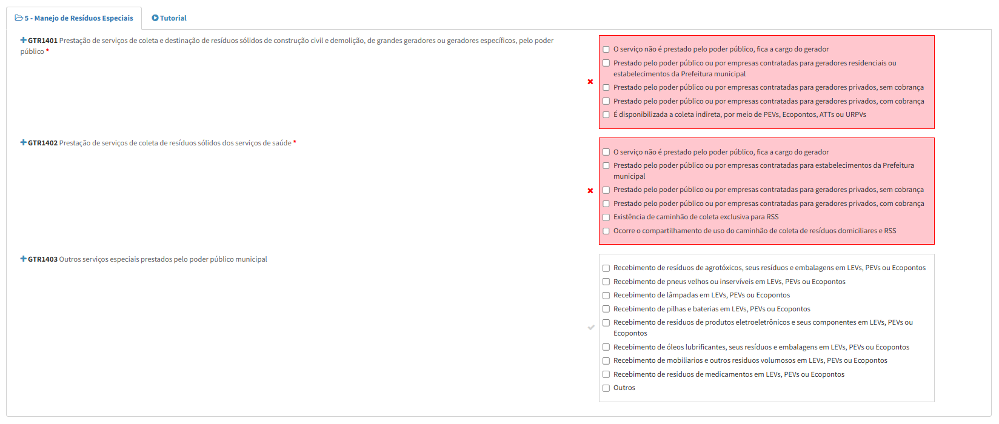 5 - Manejo de Resíduos Especiais
Tutorial
GTR1401 Prestação de serviços de coleta e destinação de resíduos sólidos de construção civil e demolição, de grandes geradores ou geradores específicos, pelo poder
público *
O serviço não é prestado pelo poder público, fica a cargo do gerador
Prestado pelo poder público ou por empresas contratadas para geradores residenciais ou
estabelecimentos da Prefeitura municipal
Prestado pelo poder público ou por empresas contratadas para geradores privados, sem cobrança
Prestado pelo poder público ou por empresas contratadas para geradores privados, com cobrança
É disponibilizada a coleta indireta, por meio de PEVs, Ecopontos, ATTs ou URPVs
GTR1402 Prestação de serviços de coleta de resíduos sólidos dos serviços de saúde *
O serviço não é prestado pelo poder público, fica a cargo do gerador
Prestado pelo poder público ou por empresas contratadas para estabelecimentos da Prefeitura
municipal
Prestado pelo poder público ou por empresas contratadas para geradores privados, sem cobrança
Prestado pelo poder público ou por empresas contratadas para geradores privados, com cobrança
Existência de caminhão de coleta exclusiva para RSS
Ocorre o compartilhamento de uso do caminhão de coleta de resíduos domiciliares e RSS
GTR1403 Outros serviços especiais prestados pelo poder público municipal
Recebimento de resíduos de agrotóxicos, seus resíduos e embalagens em LEVs, PEVs ou Ecopontos
Recebimento de pneus velhos ou inservíveis em LEVs, PEVs ou Ecopontos
Recebimento de lâmpadas em LEVs, PEVs ou Ecopontos
Recebimento de pilhas e baterias em LEVs, PEVs ou Ecopontos
Recebimento de residuos de produtos eletroeletrônicos e seus componentes em LEVs, PEVs ou
Ecopontos
Recebimento de óleos lubrificantes, seus resíduos e embalagens em LEVs, PEVs ou Ecopontos
Recebimento de mobiliarios e outros residuos volumosos em LEVs, PEVs ou Ecopontos
Recebimento de residuos de medicamentos em LEVs, PEVs ou Ecopontos
Outros